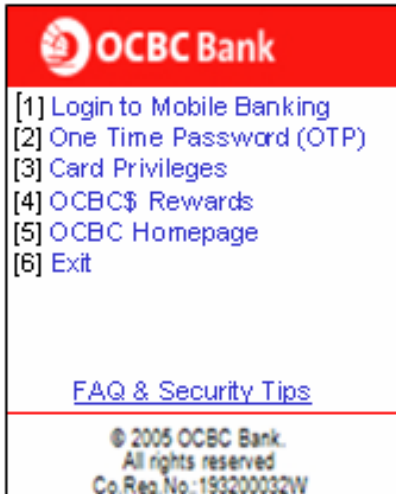 OCBC Bank
[1] Login to Mobile Banking
[2] One Time Password (OTP)
[3] Card Privileges
[4] OCBC$ Rewards
[5] OCBC Homepage
[6] Exit
FAQ & Security Tips
© 2005 OCBC Bank.
All rights reserved
Co.Reg.No.:193200032W